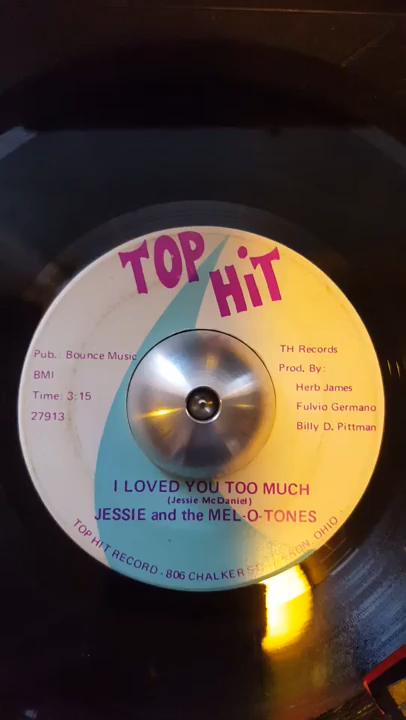 TOP
HiT
Pub.: Bounce Music
BMI
Time: 3:15
27913
TH Records
Prod. By:
Herb James
Fulvio Germano
Billy D. Pittman
I LOVED YOU TOO MUCH
(Jessie McDaniel)
JESSIE and the MEL-O-TONES
TOP HIT RECORD - 806 CHALKER OHIO